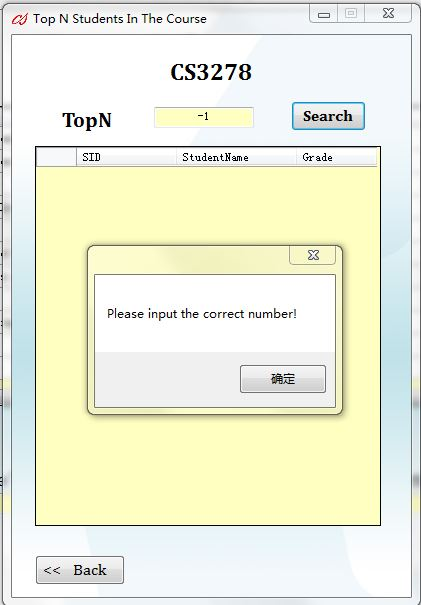 CS Top N Students In The Course
CS3278
TopN -1 Search
SID StudentName Grade
Please input the correct number!
确定
<< Back